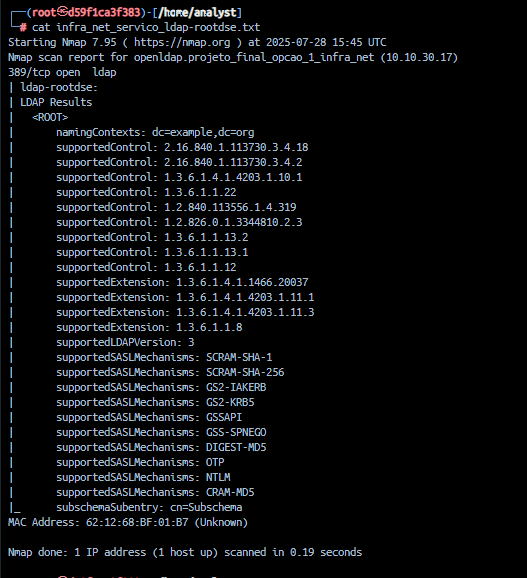 ┌──(root㉿d59f1ca3f383)-[/home/analyst]
└─# cat infra_net_servico_ldap-rootdse.txt
Starting Nmap 7.95 ( https://nmap.org ) at 2025-07-28 15:45 UTC
Nmap scan report for openldap.projeto_final_opcao_1_infra_net (10.10.30.17)
389/tcp open  ldap
| ldap-rootdse:
| LDAP Results
|   <ROOT>
|       namingContexts: dc=example,dc=org
|       supportedControl: 2.16.840.1.113730.3.4.18
|       supportedControl: 2.16.840.1.113730.3.4.2
|       supportedControl: 1.3.6.1.4.1.4203.1.10.1
|       supportedControl: 1.3.6.1.1.22
|       supportedControl: 1.2.840.113556.1.4.319
|       supportedControl: 1.2.826.0.1.3344810.2.3
|       supportedControl: 1.3.6.1.1.13.2
|       supportedControl: 1.3.6.1.1.13.1
|       supportedControl: 1.3.6.1.1.12
|       supportedExtension: 1.3.6.1.4.1.1466.20037
|       supportedExtension: 1.3.6.1.4.1.4203.1.11.1
|       supportedExtension: 1.3.6.1.4.1.4203.1.11.3
|       supportedExtension: 1.3.6.1.1.8
|       supportedLDAPVersion: 3
|       supportedSASLMechanisms: SCRAM-SHA-1
|       supportedSASLMechanisms: SCRAM-SHA-256
|       supportedSASLMechanisms: GS2-IAKERB
|       supportedSASLMechanisms: GS2-KRB5
|       supportedSASLMechanisms: GSSAPI
|       supportedSASLMechanisms: GSS-SPNEGO
|       supportedSASLMechanisms: DIGEST-MD5
|       supportedSASLMechanisms: OTP
|       supportedSASLMechanisms: NTLM
|       supportedSASLMechanisms: CRAM-MD5
|_      subschemaSubentry: cn=Subschema
MAC Address: 62:12:68:BF:01:B7 (Unknown)
Nmap done: 1 IP address (1 host up) scanned in 0.19 seconds